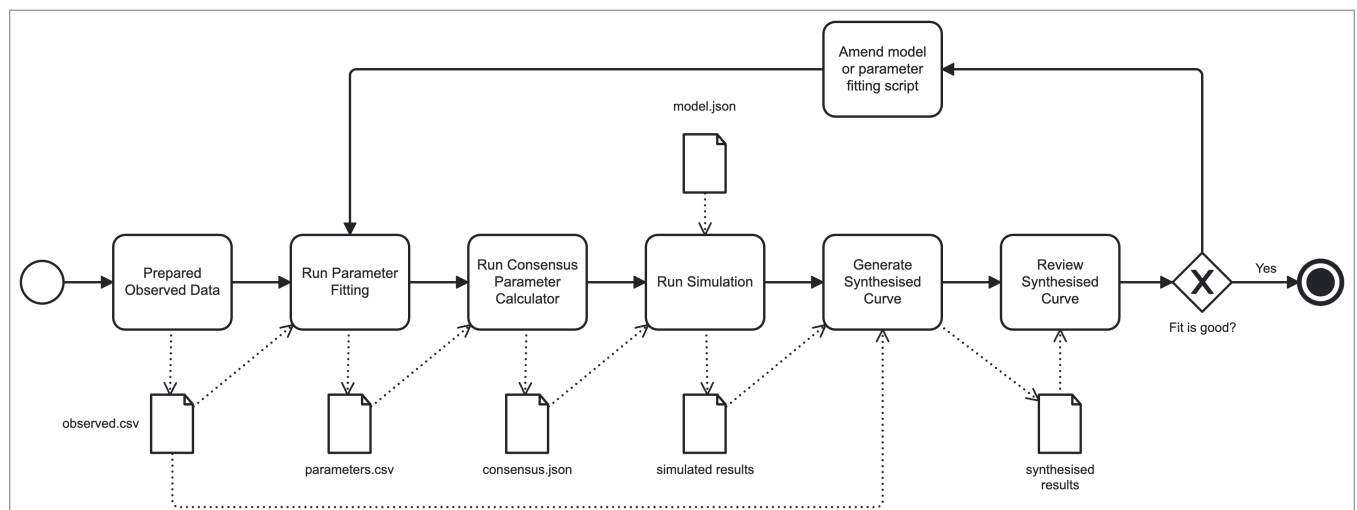 Amend model
or parameter
fitting script
model.json
Prepared
Observed Data
Run Parameter
Fitting
Run Consensus
Parameter
Calculator
Run Simulation
Generate
Synthesised
Curve
Review
Synthesised
Curve
X
Yes
Fit is good?
observed.csv
parameters.csv
consensus.json
simulated results
synthesised
results